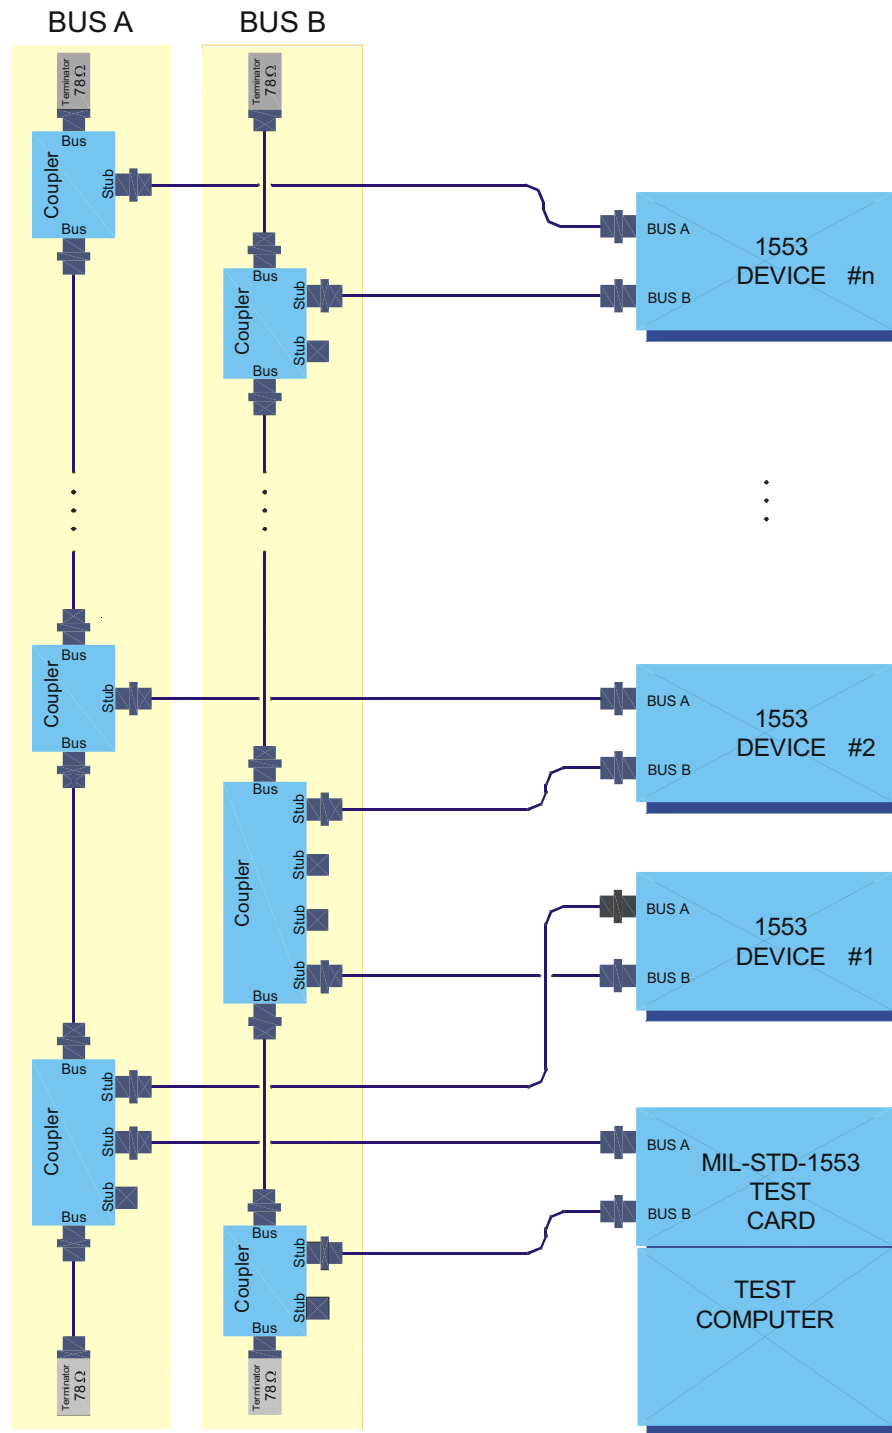 BUS A
BUS B
Terminator
78Ω
Terminator
78Ω
Bus
Coupler
Stub
Bus
Bus
Coupler
Stub
Stub
Bus
BUS A
1553
DEVICE #n
BUS B
Bus
Coupler
Stub
Bus
BUS A
1553
DEVICE #2
BUS B
Bus
Coupler
Stub
Stub
Stub
Stub
Bus
BUS A
1553
DEVICE #1
BUS B
Bus
Coupler
Stub
Stub
Stub
Bus
BUS A
MIL-STD-1553
TEST
CARD
BUS B
Bus
Coupler
Stub
Stub
Bus
TEST
COMPUTER
Terminator
78Ω
Terminator
78Ω